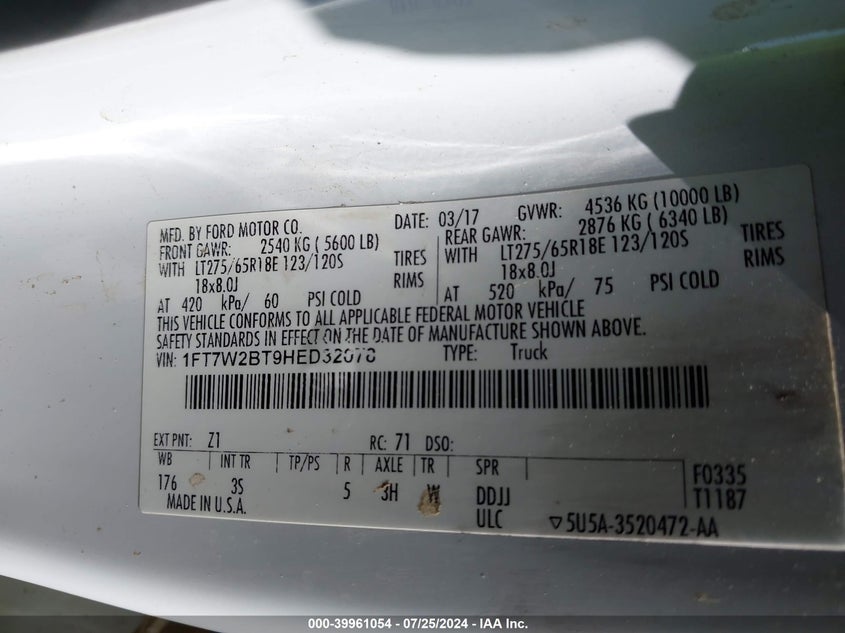 MFD. BY FORD MOTOR CO. DATE: 03/17 GVWR: 4536 KG (10000 LB)
FRONT GAWR: 2540 KG ( 5600 LB) REAR GAWR: 2876 KG ( 6340 LB)
WITH LT275/65R18E 123/120S TIRES WITH LT275/65R18E 123/120S TIRES
18x8.0J RIMS 18x8.0J RIMS
AT 420 kPa/ 60 PSI COLD AT 520 kPa/ 75 PSI COLD
THIS VEHICLE CONFORMS TO ALL APPLICABLE FEDERAL MOTOR VEHICLE
SAFETY STANDARDS IN EFFECT ON THE DATE OF MANUFACTURE SHOWN ABOVE.
VIN: 1FT7W2BT9HED32078 TYPE: Truck
EXT PNT: Z1 RC: 71 DSO:
WB INT TR TP/PS R AXLE TR SPR
176 3S 5 3H W DDJJ F0335
MADE IN U.S.A. ULC T1187
▽5U5A-3520472-AA
000-39961054 / 07/25/2024 - IAA Inc.